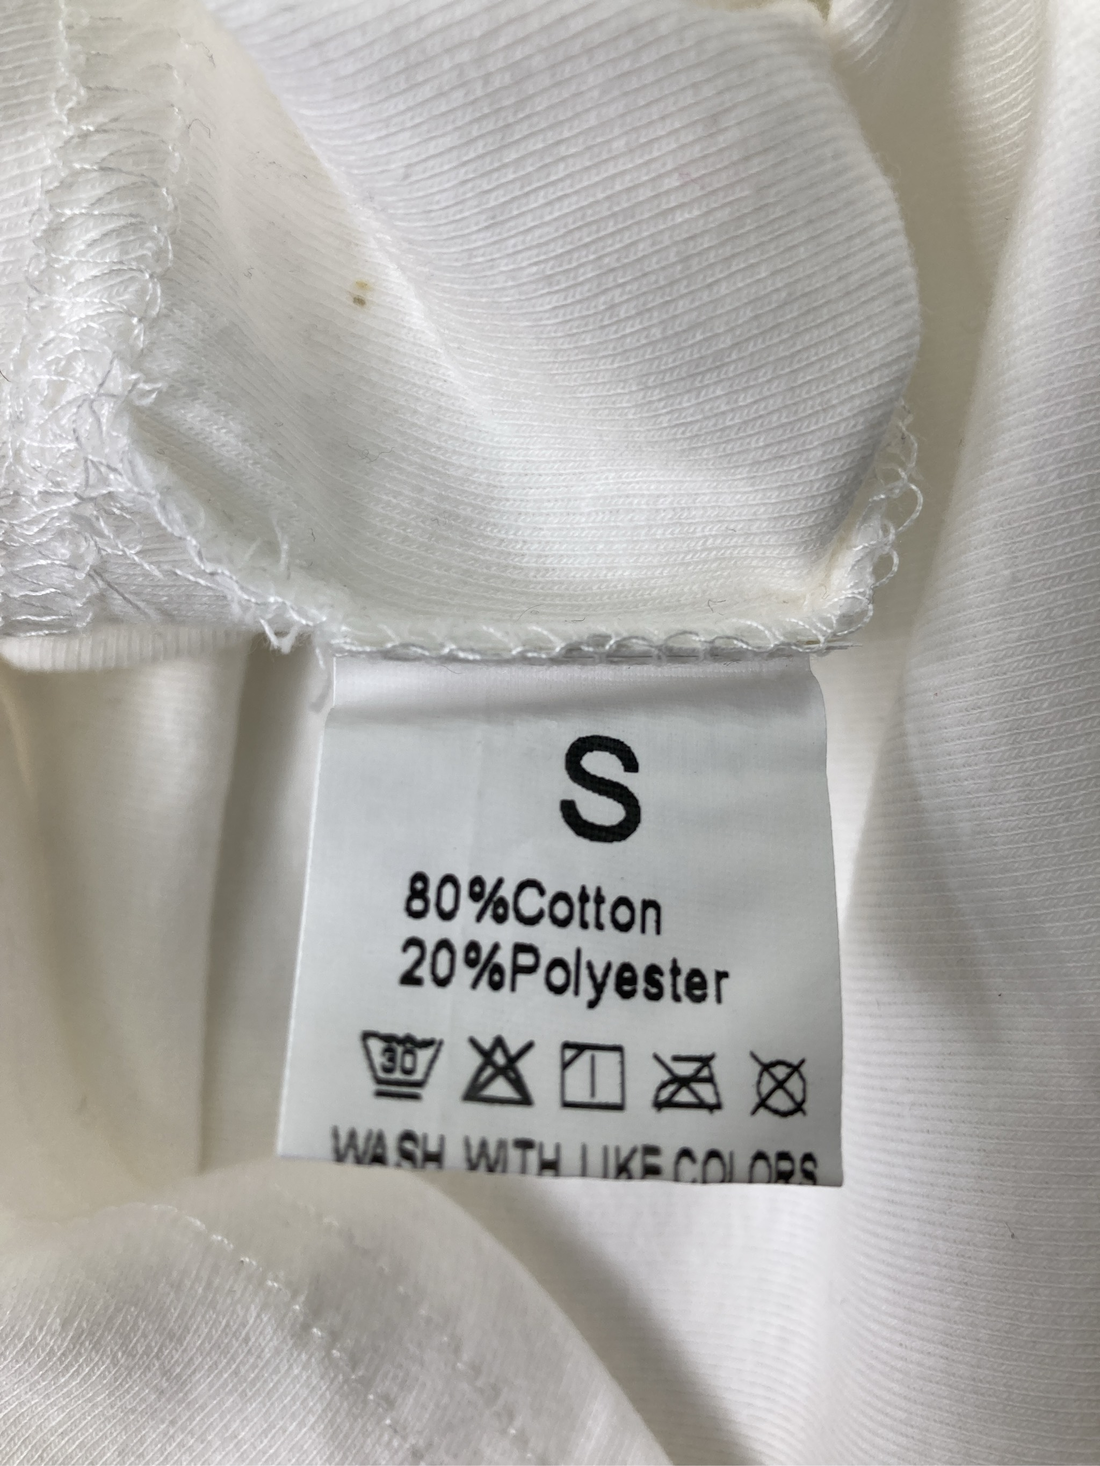 S
80%Cotton
20%Polyester
30
WASH WITH LIKE COLORS